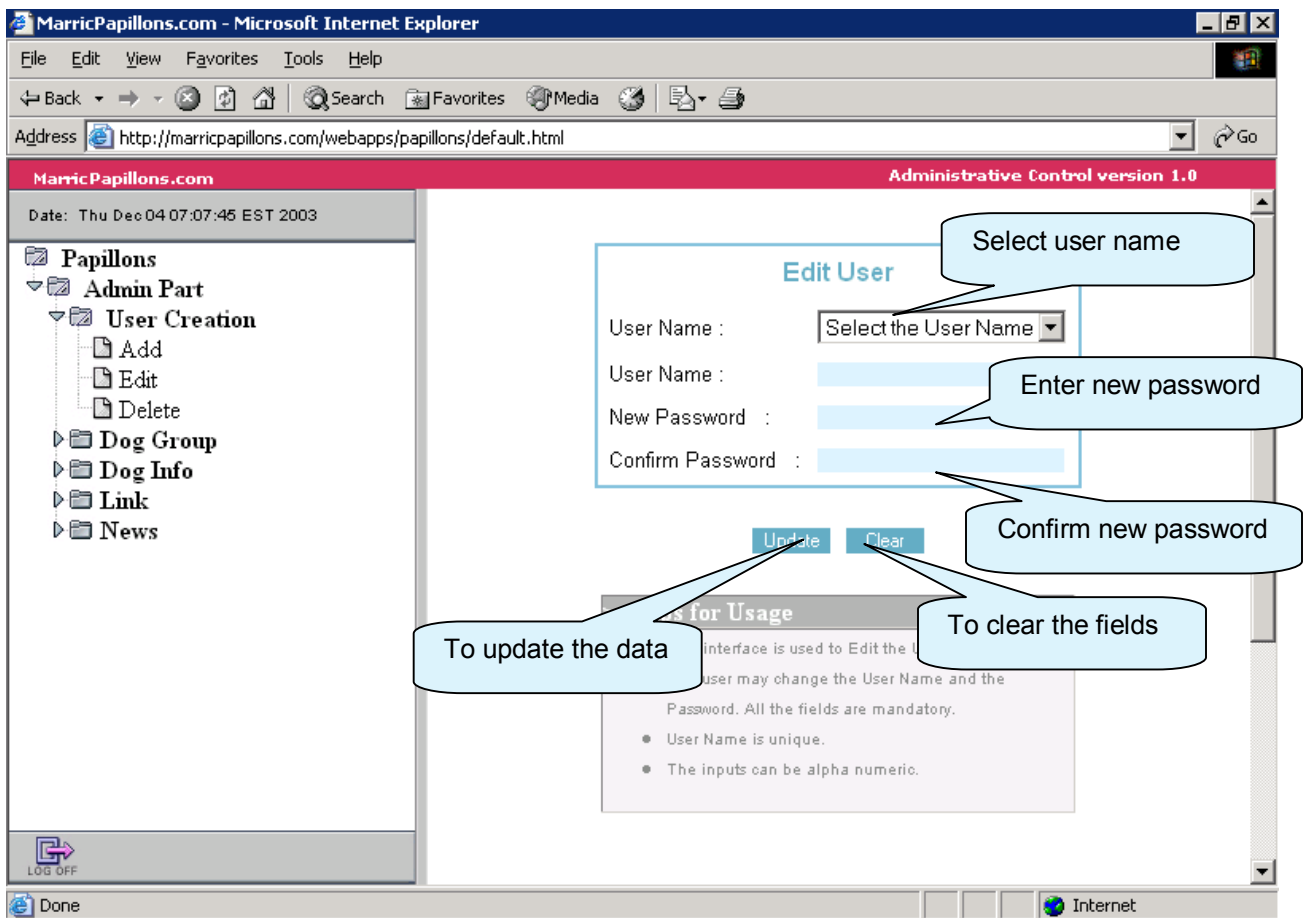 MarricPapillons.com - Microsoft Internet Explorer
File Edit View Favorites Tools Help
Back Search Favorites Media
Address http://marricpapillons.com/webapps/papillons/default.html Go
MarricPapillons.com Administrative Control version 1.0
Date: Thu Dec 04 07:07:45 EST 2003
Papillons
Admin Part
User Creation
Add
Edit
Delete
Dog Group
Dog Info
Link
News
LOG OFF
Select user name
Edit User
User Name : Select the User Name
User Name :
Enter new password
New Password :
Confirm Password :
Confirm new password
Update Clear
for Usage
To clear the fields
To update the data
interface is used to Edit the
user may change the User Name and the
Password. All the fields are mandatory.
User Name is unique.
The inputs can be alpha numeric.
Done Internet